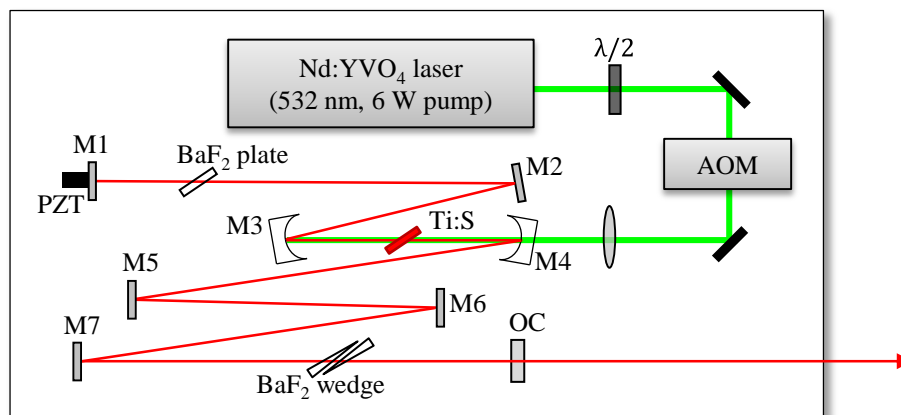 λ/2
Nd:YVO₄ laser
(532 nm, 6 W pump)
M1
BaF₂ plate
M2
AOM
PZT
M3
Ti:S
M4
M5
M6
M7
OC
BaF₂ wedge